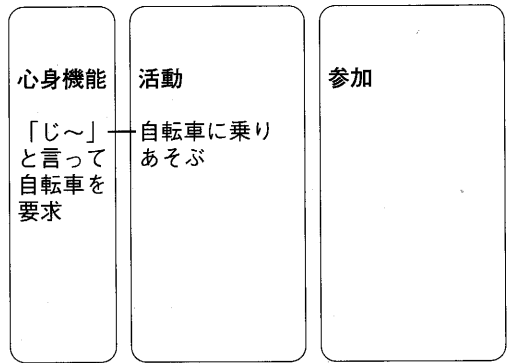 心身機能
「じ～」
と言って
自転車を
要求
活動
自転車に乗り
あそぶ
参加